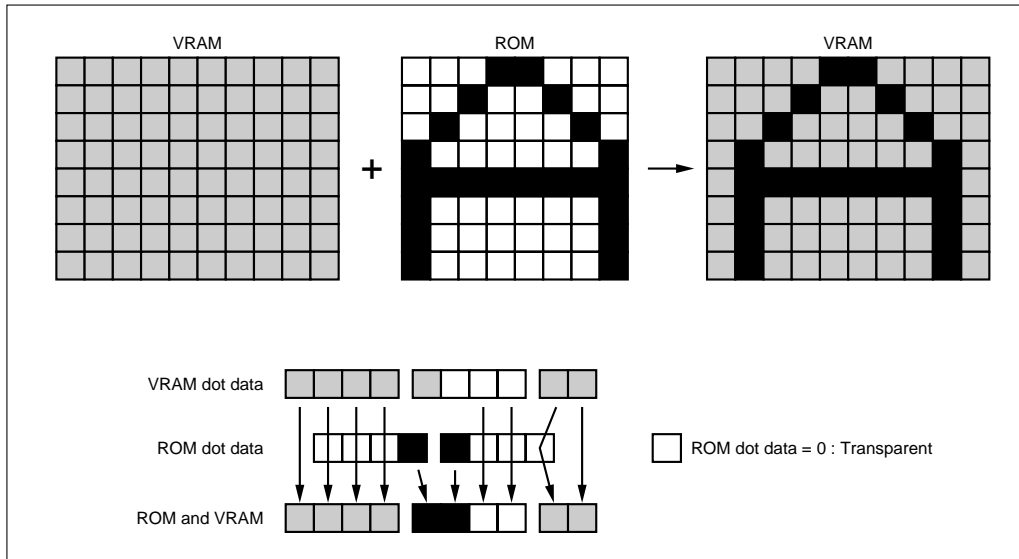 VRAM
ROM
VRAM
+
VRAM dot data
ROM dot data
ROM dot data = 0 : Transparent
ROM and VRAM